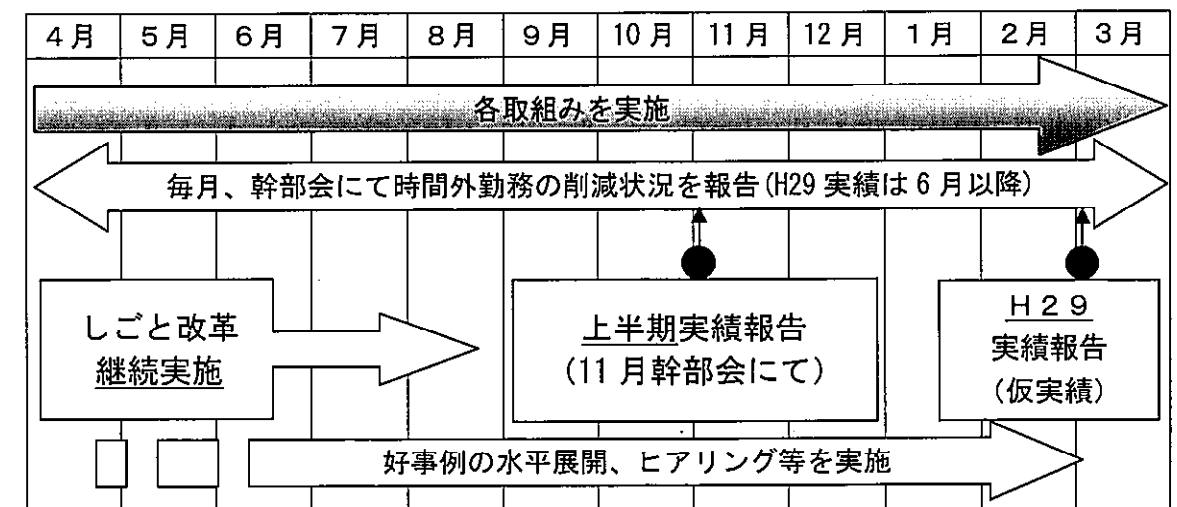 4月 5月 6月 7月 8月 9月 10月 11月 12月 1月 2月 3月
各取組みを実施
毎月、幹部会にて時間外勤務の削減状況を報告(H29実績は6月以降)
しごと改革
継続実施
上半期実績報告
(11月幹部会にて)
H29
実績報告
(仮実績)
好事例の水平展開、ヒアリング等を実施